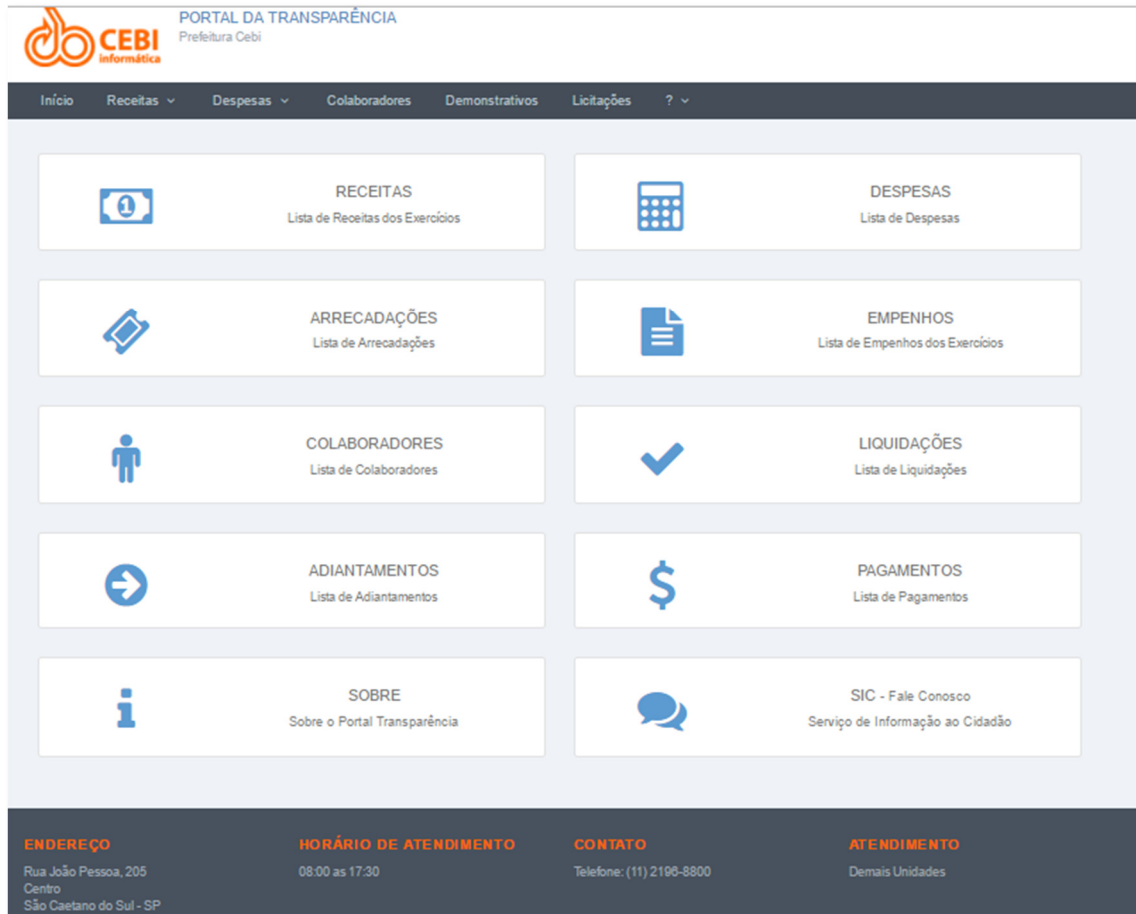 CEBI
informática
PORTAL DA TRANSPARÊNCIA
Prefeitura Cebi
Início Receitas Despesas Colaboradores Demonstrativos Licitações ?
1
RECEITAS
Lista de Receitas dos Exercícios
DESPESAS
Lista de Despesas
ARRECADAÇÕES
Lista de Arrecadações
EMPENHOS
Lista de Empenhos dos Exercícios
COLABORADORES
Lista de Colaboradores
LIQUIDAÇÕES
Lista de Liquidações
ADIANTAMENTOS
Lista de Adiantamentos
$
PAGAMENTOS
Lista de Pagamentos
i
SOBRE
Sobre o Portal Transparência
SIC - Fale Conosco
Serviço de Informação ao Cidadão
ENDEREÇO
Rua João Pessoa, 205
Centro
São Caetano do Sul - SP
HORÁRIO DE ATENDIMENTO
08:00 as 17:30
CONTATO
Telefone: (11) 2196-8800
ATENDIMENTO
Demais Unidades